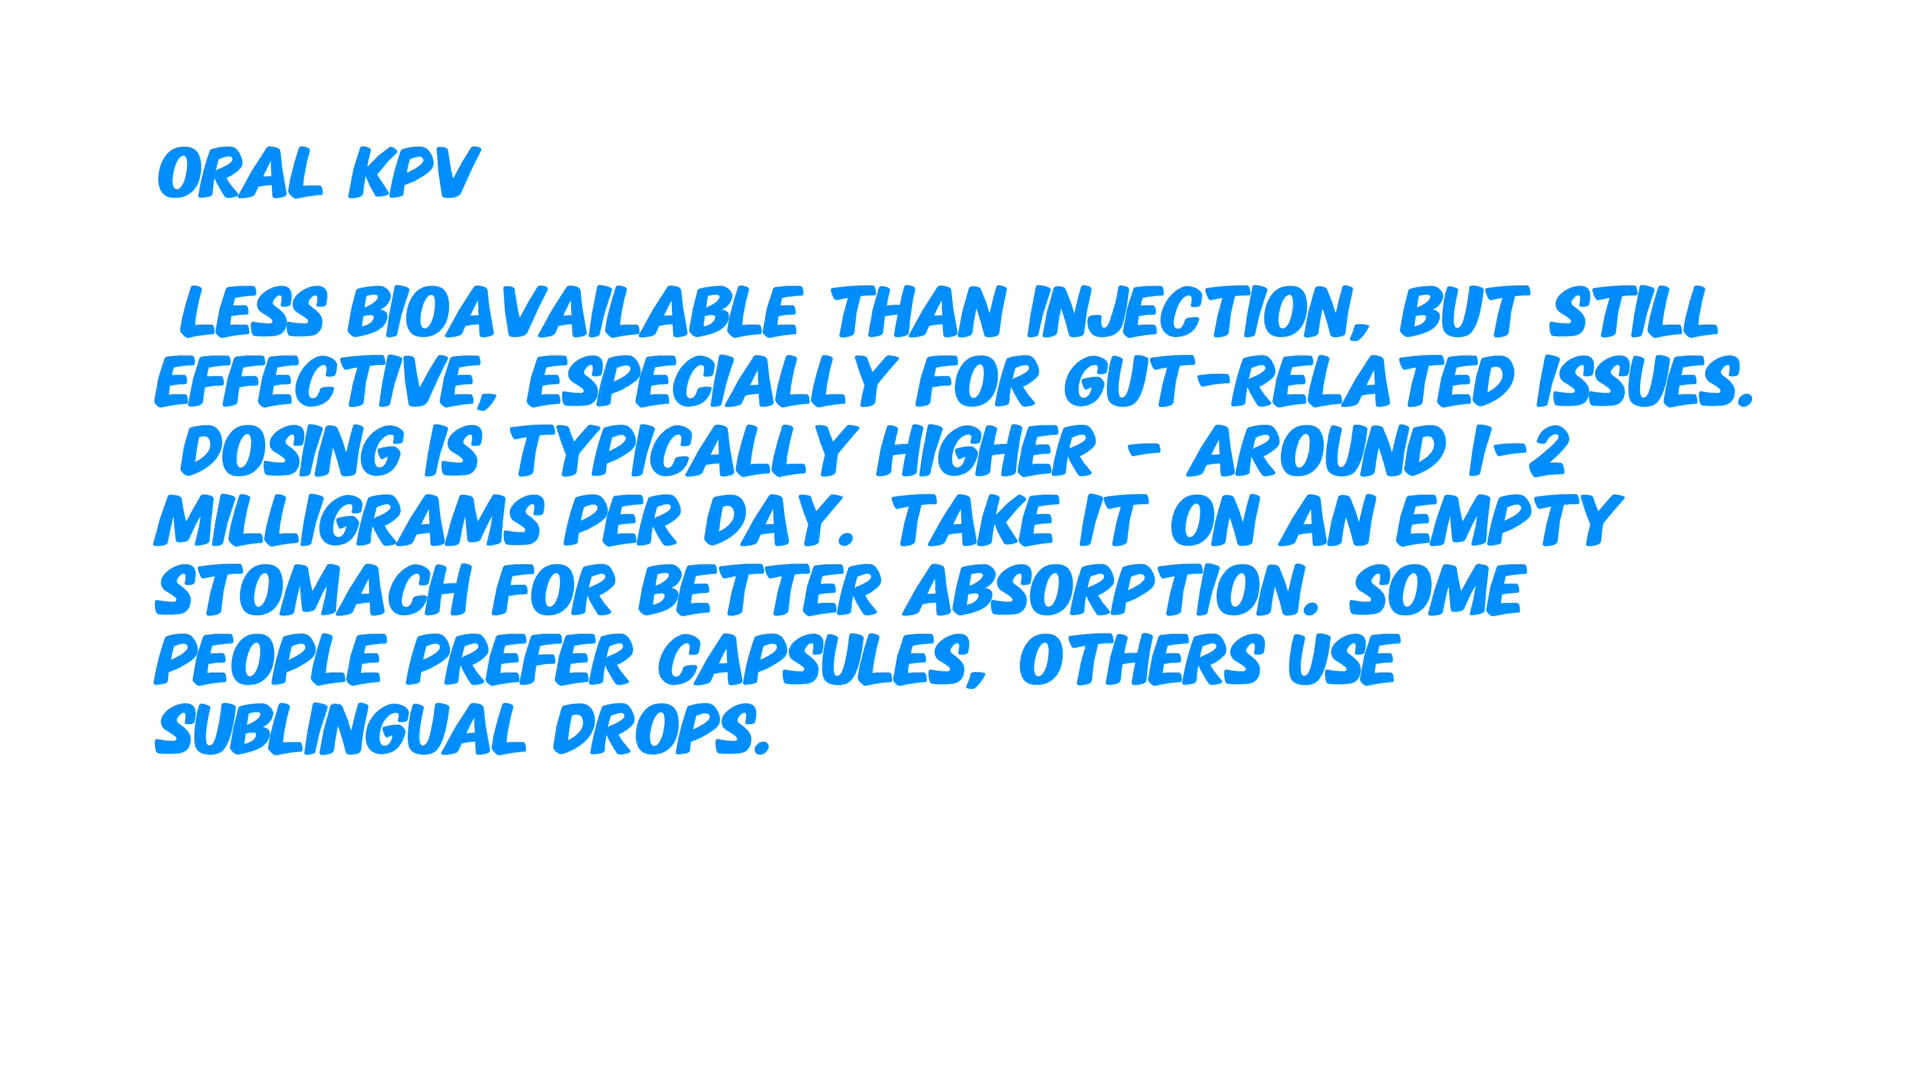 ORAL KPV
LESS BIOAVAILABLE THAN INJECTION, BUT STILL
EFFECTIVE, ESPECIALLY FOR GUT-RELATED ISSUES.
DOSING IS TYPICALLY HIGHER - AROUND 1-2
MILLIGRAMS PER DAY. TAKE IT ON AN EMPTY
STOMACH FOR BETTER ABSORPTION. SOME
PEOPLE PREFER CAPSULES, OTHERS USE
SUBLINGUAL DROPS.